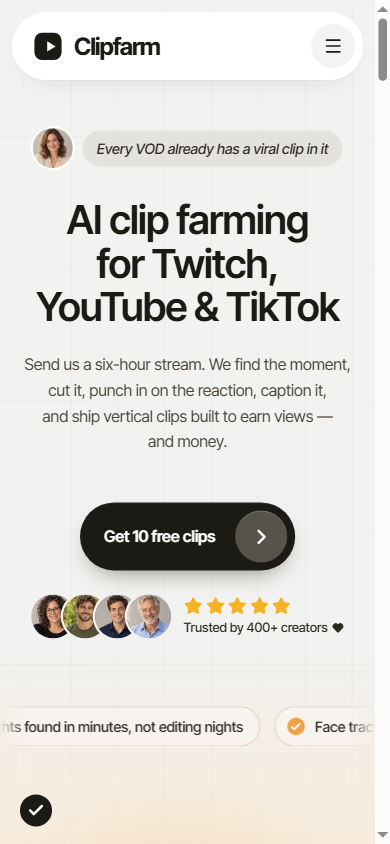 Clipfarm
Every VOD already has a viral clip in it
AI clip farming
for Twitch,
YouTube & TikTok
Send us a six-hour stream. We find the moment,
cut it, punch in on the reaction, caption it,
and ship vertical clips built to earn views —
and money.
Get 10 free clips
Trusted by 400+ creators
found in minutes, not editing nights
Face